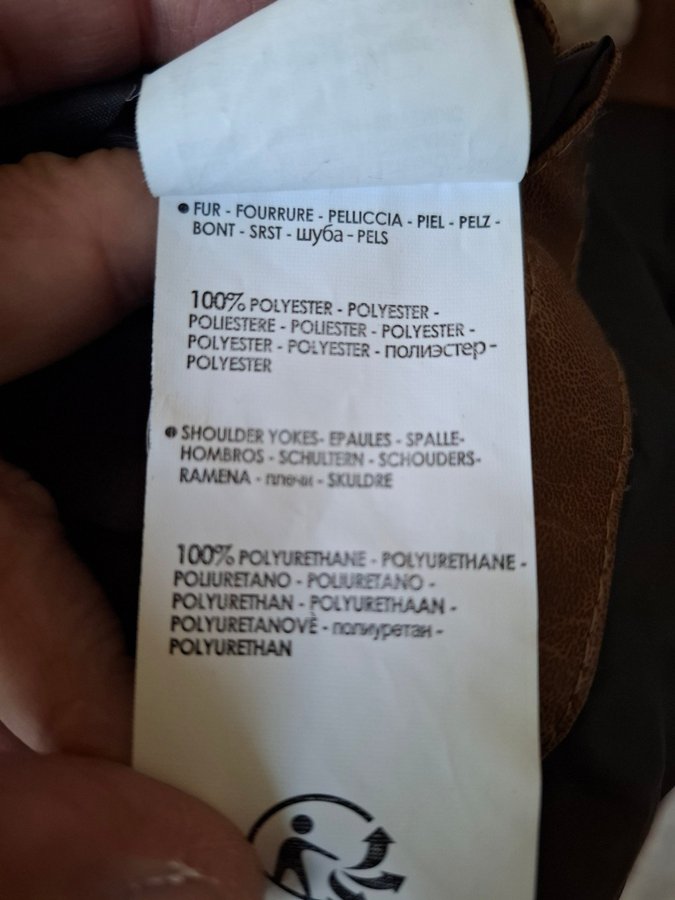 ● FUR - FOURRURE - PELLICCIA - PIEL - PELZ -
BONT - SRST - шуба - PELS
100% POLYESTER - POLYESTER -
POLIESTERE - POLIESTER - POLYESTER -
POLYESTER - POLYESTER - полиэстер -
POLYESTER
● SHOULDER YOKES- EPAULES - SPALLE-
HOMBROS - SCHULTERN - SCHOUDERS-
RAMENA - плечи - SKULDRE
100% POLYURETHANE - POLYURETHANE -
POLIURETANO - POLIURETANO -
POLYURETHAN - POLYURETHAAN -
POLYURETANOVÉ - полиуретан -
POLYURETHAN